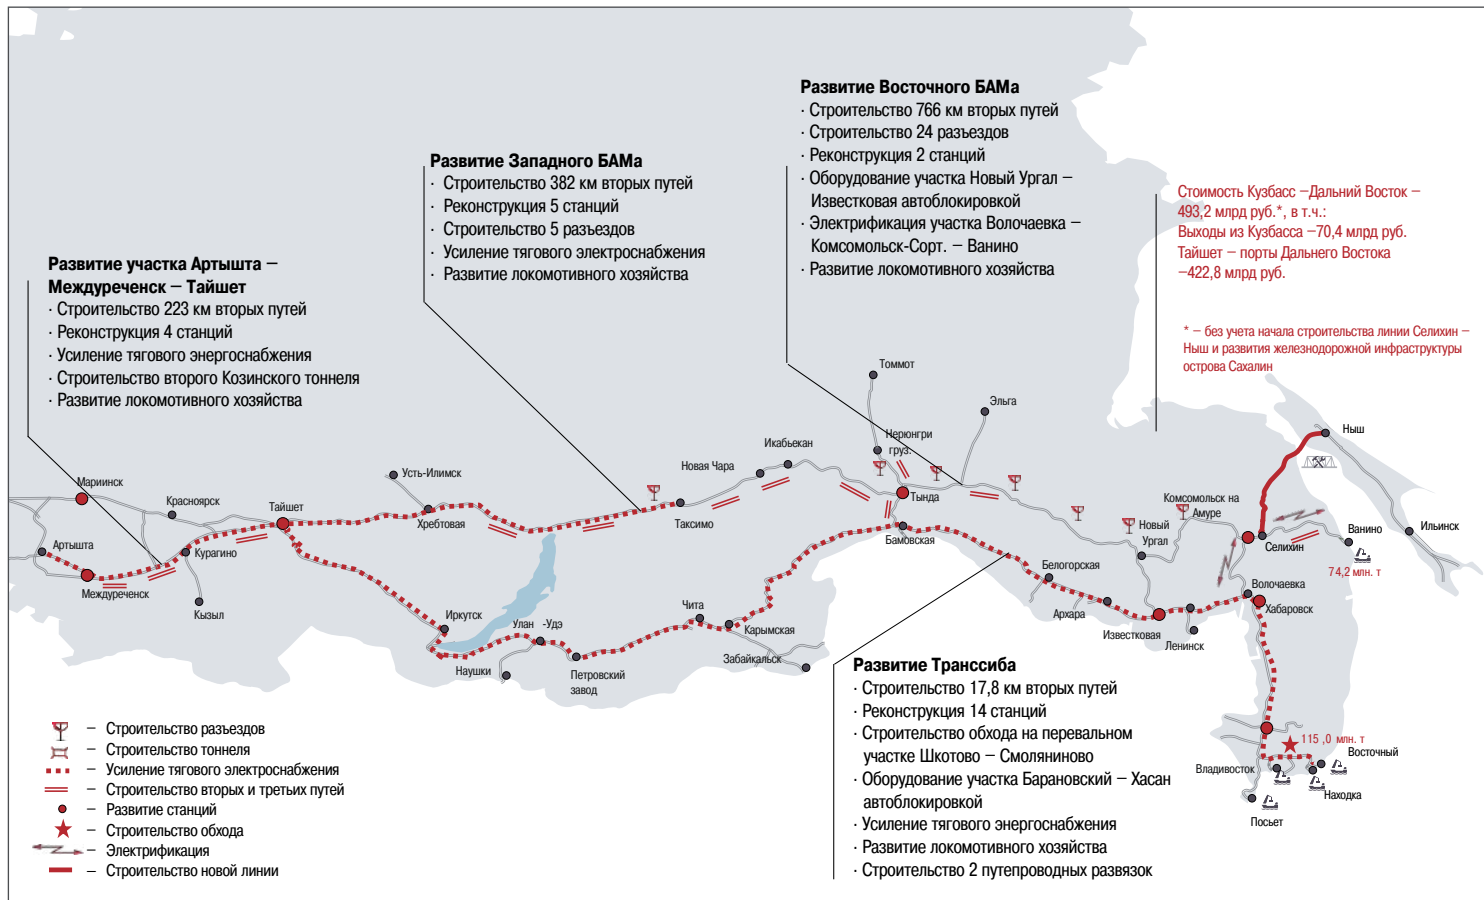 Развитие Восточного БАМа
· Строительство 766 км вторых путей
· Строительство 24 разъездов
· Реконструкция 2 станций
· Оборудование участка Новый Ургал –
Известковая автоблокировкой
· Электрификация участка Волочаевка –
Комсомольск-Сорт. – Ванино
· Развитие локомотивного хозяйства
Развитие Западного БАМа
· Строительство 382 км вторых путей
· Реконструкция 5 станций
· Строительство 5 разъездов
· Усиление тягового электроснабжения
· Развитие локомотивного хозяйства
Развитие участка Артышта –
Междуреченск – Тайшет
· Строительство 223 км вторых путей
· Реконструкция 4 станций
· Усиление тягового энергоснабжения
· Строительство второго Козинского тоннеля
· Развитие локомотивного хозяйства
Стоимость Кузбасс –Дальний Восток –
493,2 млрд руб.*, в т.ч.:
Выходы из Кузбасса –70,4 млрд руб.
Тайшет – порты Дальнего Востока
–422,8 млрд руб.
* – без учета начала строительства линии Селихин –
Ныш и развития железнодорожной инфраструктуры
острова Сахалин
Томмот
Эльга
Нерюнгри
груз.
Ныш
Икабьекан
Новая Чара
Усть-Илимск
Мариинск
Красноярск
Тайшет
Хребтовая
Таксимо
Тында
Комсомольск на
Амуре
Новый
Ургал
Бамовская
Селихин
Ванино
Ильинск
74,2 млн. т
Артышта
Курагино
Междуреченск
Кызыл
Белогорская
Волочаевка
Хабаровск
Архара
Известковая
Ленинск
Иркутск
Улан -Удэ
Чита
Карымская
Забайкальск
Наушки
Петровский
завод
Развитие Транссиба
· Строительство 17,8 км вторых путей
· Реконструкция 14 станций
· Строительство обхода на перевальном
участке Шкотово – Смоляниново
· Оборудование участка Барановский – Хасан
автоблокировкой
· Усиление тягового энергоснабжения
· Развитие локомотивного хозяйства
· Строительство 2 путепроводных развязок
115 ,0 млн. т
Восточный
Владивосток
Находка
Посьет
– Строительство разъездов
– Строительство тоннеля
– Усиление тягового электроснабжения
– Строительство вторых и третьих путей
– Развитие станций
– Строительство обхода
– Электрификация
– Строительство новой линии